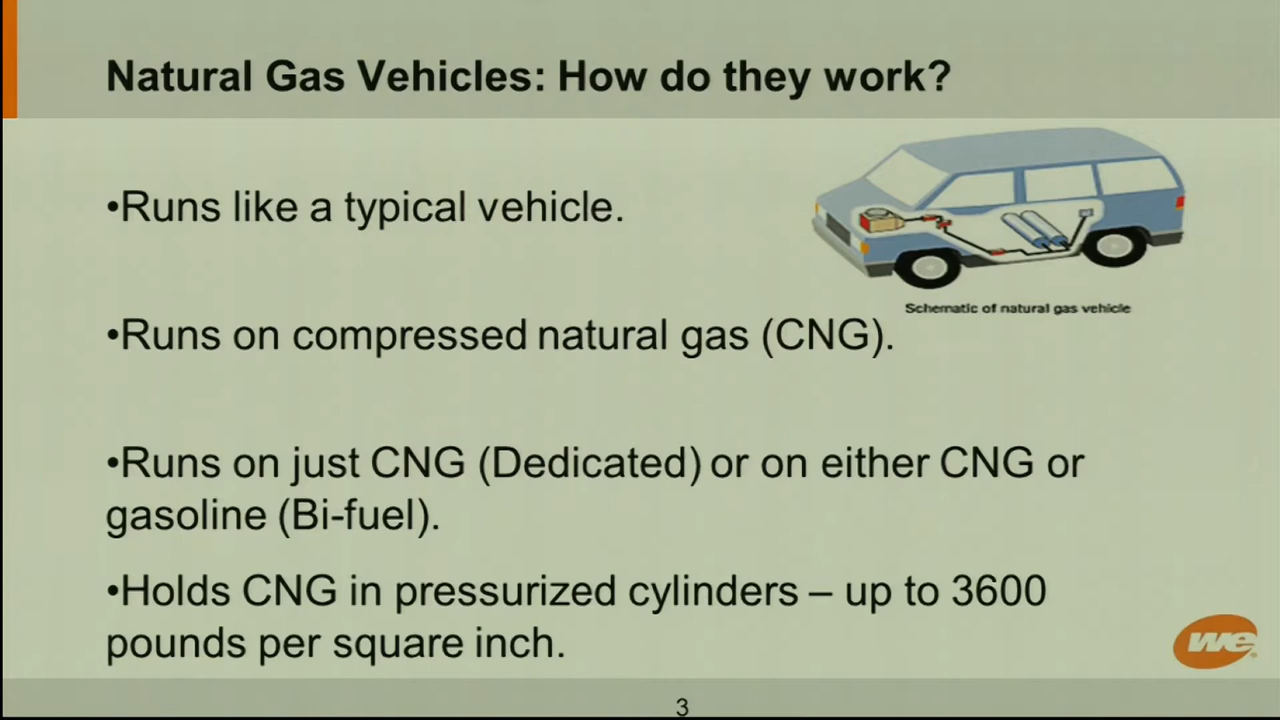 Natural Gas Vehicles: How do they work?
•Runs like a typical vehicle.
Schematic of natural gas vehicle
•Runs on compressed natural gas (CNG).
•Runs on just CNG (Dedicated) or on either CNG or
gasoline (Bi-fuel).
•Holds CNG in pressurized cylinders – up to 3600
pounds per square inch.
we
3